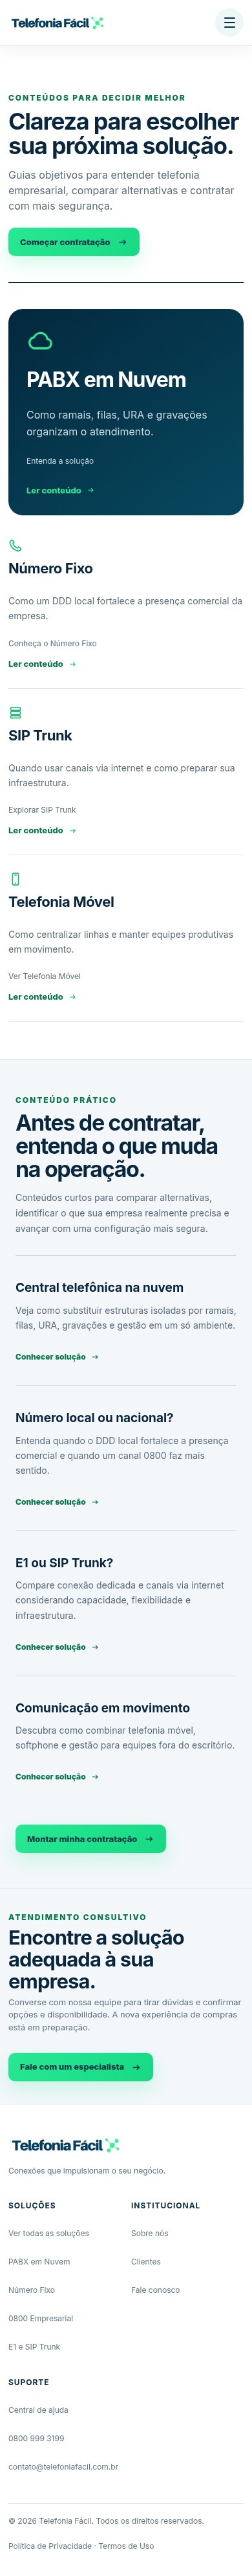 Telefonia Fácil
CONTEÚDOS PARA DECIDIR MELHOR
Clareza para escolher
sua próxima solução.
Guias objetivos para entender telefonia
empresarial, comparar alternativas e contratar
com mais segurança.
Começar contratação →
PABX em Nuvem
Como ramais, filas, URA e gravações
organizam o atendimento.
Entenda a solução
Ler conteúdo →
Número Fixo
Como um DDD local fortalece a presença comercial da
empresa.
Conheça o Número Fixo
Ler conteúdo →
SIP Trunk
Quando usar canais via internet e como preparar sua
infraestrutura.
Explorar SIP Trunk
Ler conteúdo →
Telefonia Móvel
Como centralizar linhas e manter equipes produtivas
em movimento.
Ver Telefonia Móvel
Ler conteúdo →
CONTEÚDO PRÁTICO
Antes de contratar,
entenda o que muda
na operação.
Conteúdos curtos para comparar alternativas,
identificar o que sua empresa realmente precisa e
avançar com uma configuração mais segura.
Central telefônica na nuvem
Veja como substituir estruturas isoladas por ramais,
filas, URA, gravações e gestão em um só ambiente.
Conhecer solução →
Número local ou nacional?
Entenda quando o DDD local fortalece a presença
comercial e quando um canal 0800 faz mais
sentido.
Conhecer solução →
E1 ou SIP Trunk?
Compare conexão dedicada e canais via internet
considerando capacidade, flexibilidade e
infraestrutura.
Conhecer solução →
Comunicação em movimento
Descubra como combinar telefonia móvel,
softphone e gestão para equipes fora do escritório.
Conhecer solução →
Montar minha contratação →
ATENDIMENTO CONSULTIVO
Encontre a solução
adequada à sua
empresa.
Converse com nossa equipe para tirar dúvidas e confirmar
opções e disponibilidade. A nova experiência de compras
está em preparação.
Fale com um especialista →
Telefonia Fácil
Conexões que impulsionam o seu negócio.
SOLUÇÕES
Ver todas as soluções
PABX em Nuvem
Número Fixo
0800 Empresarial
E1 e SIP Trunk
INSTITUCIONAL
Sobre nós
Clientes
Fale conosco
SUPORTE
Central de ajuda
0800 999 3199
contato@telefoniafacil.com.br
© 2026 Telefonia Fácil. Todos os direitos reservados.
Política de Privacidade · Termos de Uso